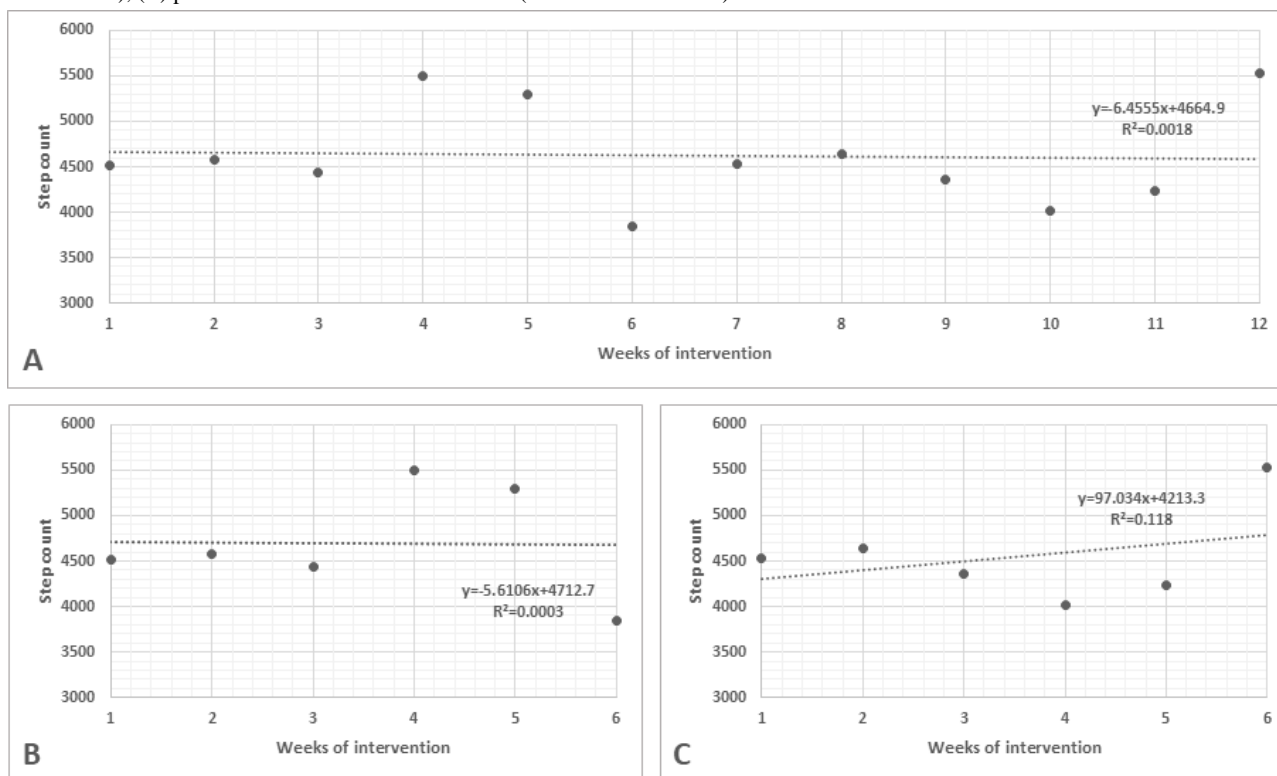 6000
5500
5000
4500
4000
3500
3000
Step count
y=-6.4555x+4664.9
R²=0.0018
1 2 3 4 5 6 7 8 9 10 11 12
Weeks of intervention
A
6000
5500
5000
4500
4000
3500
3000
Step count
y=-5.6106x+4712.7
R²=0.0003
1 2 3 4 5 6
Weeks of intervention
B
6000
5500
5000
4500
4000
3500
3000
Step count
y=97.034x+4213.3
R²=0.118
1 2 3 4 5 6
Weeks of intervention
C